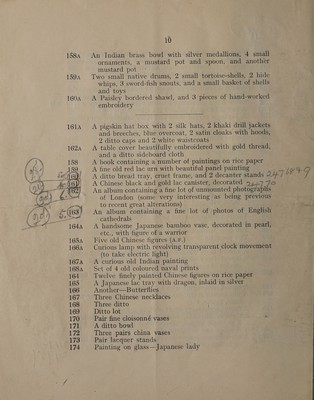 10
158A An Indian brass bowl with silver medallions, 4 small
ornaments, a mustard pot and spoon, and another
mustard pot
159A Two small native drums, 2 small tortoise-shells, 2 hide
whips, 3 sword-fish snouts, and a small basket of shells
and toys
160A A Paisley bordered shawl, and 3 pieces of hand-worked
embroidery
161A A pigskin hat box with 2 silk hats, 2 khaki drill jackets
and breeches, blue overcoat, 2 satin cloaks with hoods,
2 ditto caps and 2 white waistcoats
162A A table cover beautifully embroidered with gold thread,
and a ditto sideboard cloth
158 A book containing a number of paintings on rice paper
159 A fine old red lac urn with beautiful panel painting
160 A ditto bread tray, cruet frame, and 2 decanter stands
161 A Chinese black and gold lac canister, decorated
162 An album containing a fine lot of unmounted photographs
of London (some very interesting as being previous
to recent great alterations)
163 An album containing a fine lot of photos of English
cathedrals
164A A handsome Japanese bamboo vase, decorated in pearl,
etc., with figure of a warrior
165A Five old Chinese figures (A.F.)
166A Curious lamp with revolving transparent clock movement
(to take electric light)
167A A curious old Indian painting
168A Set of 4 old coloured naval prints
164 Twelve finely painted Chinese figures on rice paper
165 A Japanese lac tray with dragon, inlaid in silver
166 Another—Butterflies
167 Three Chinese necklaces
168 Three ditto
169 Ditto lot
170 Pair fine cloisonné vases
171 A ditto bowl
172 Three pairs china vases
173 Pair lacquer stands
174 Painting on glass—Japanese lady